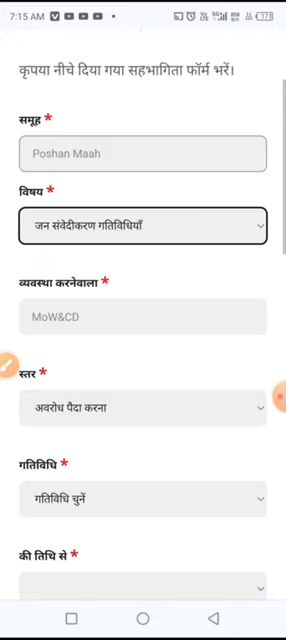 7:15 AM
कृपया नीचे दिया गया सहभागिता फॉर्म भरें।
समूह *
Poshan Maah
विषय *
जन संवेदीकरण गतिविधियाँ
व्यवस्था करनेवाला *
MoW&CD
स्तर *
अवरोध पैदा करना
गतिविधि *
गतिविधि चुनें
की तिथि से *